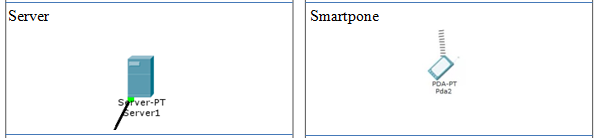 Server
Server-PT
Server1
Smartpone
PDA-PT
Pda2